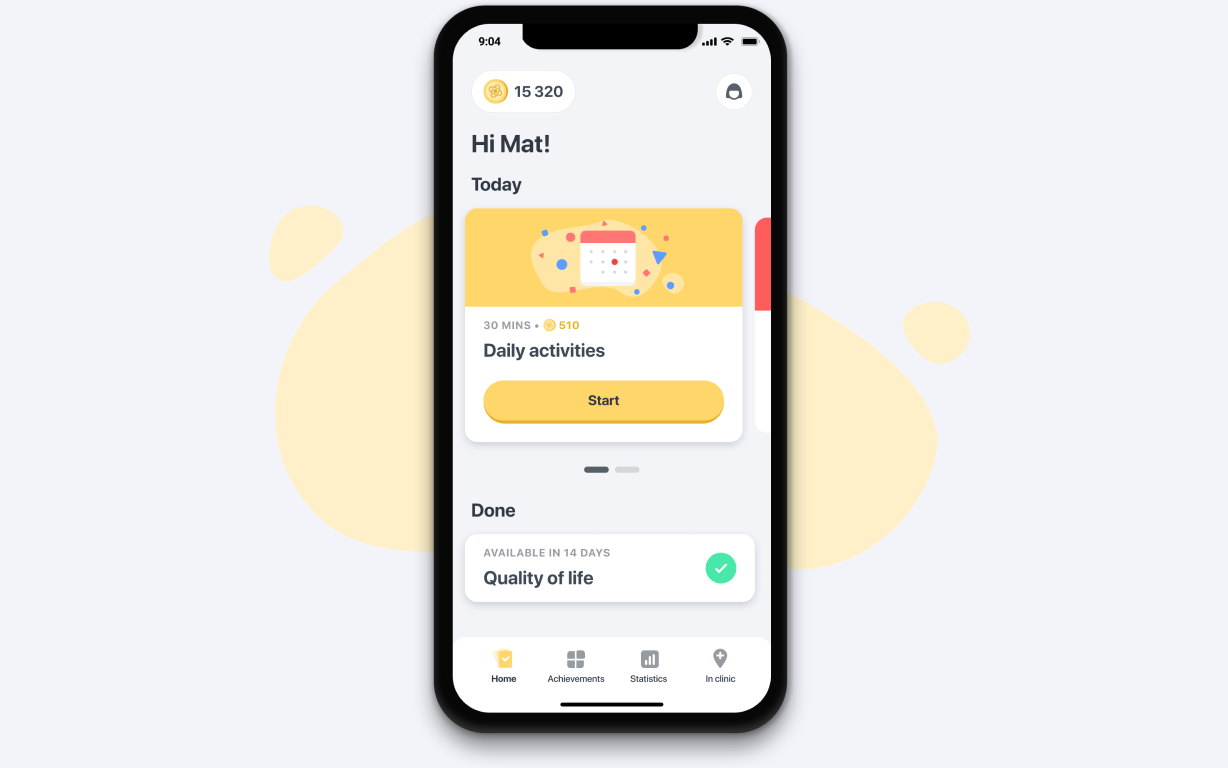 9:04
15 320
Hi Mat!
Today
30 MINS • 510
Daily activities
Start
Done
AVAILABLE IN 14 DAYS
Quality of life
Home Achievements Statistics In clinic